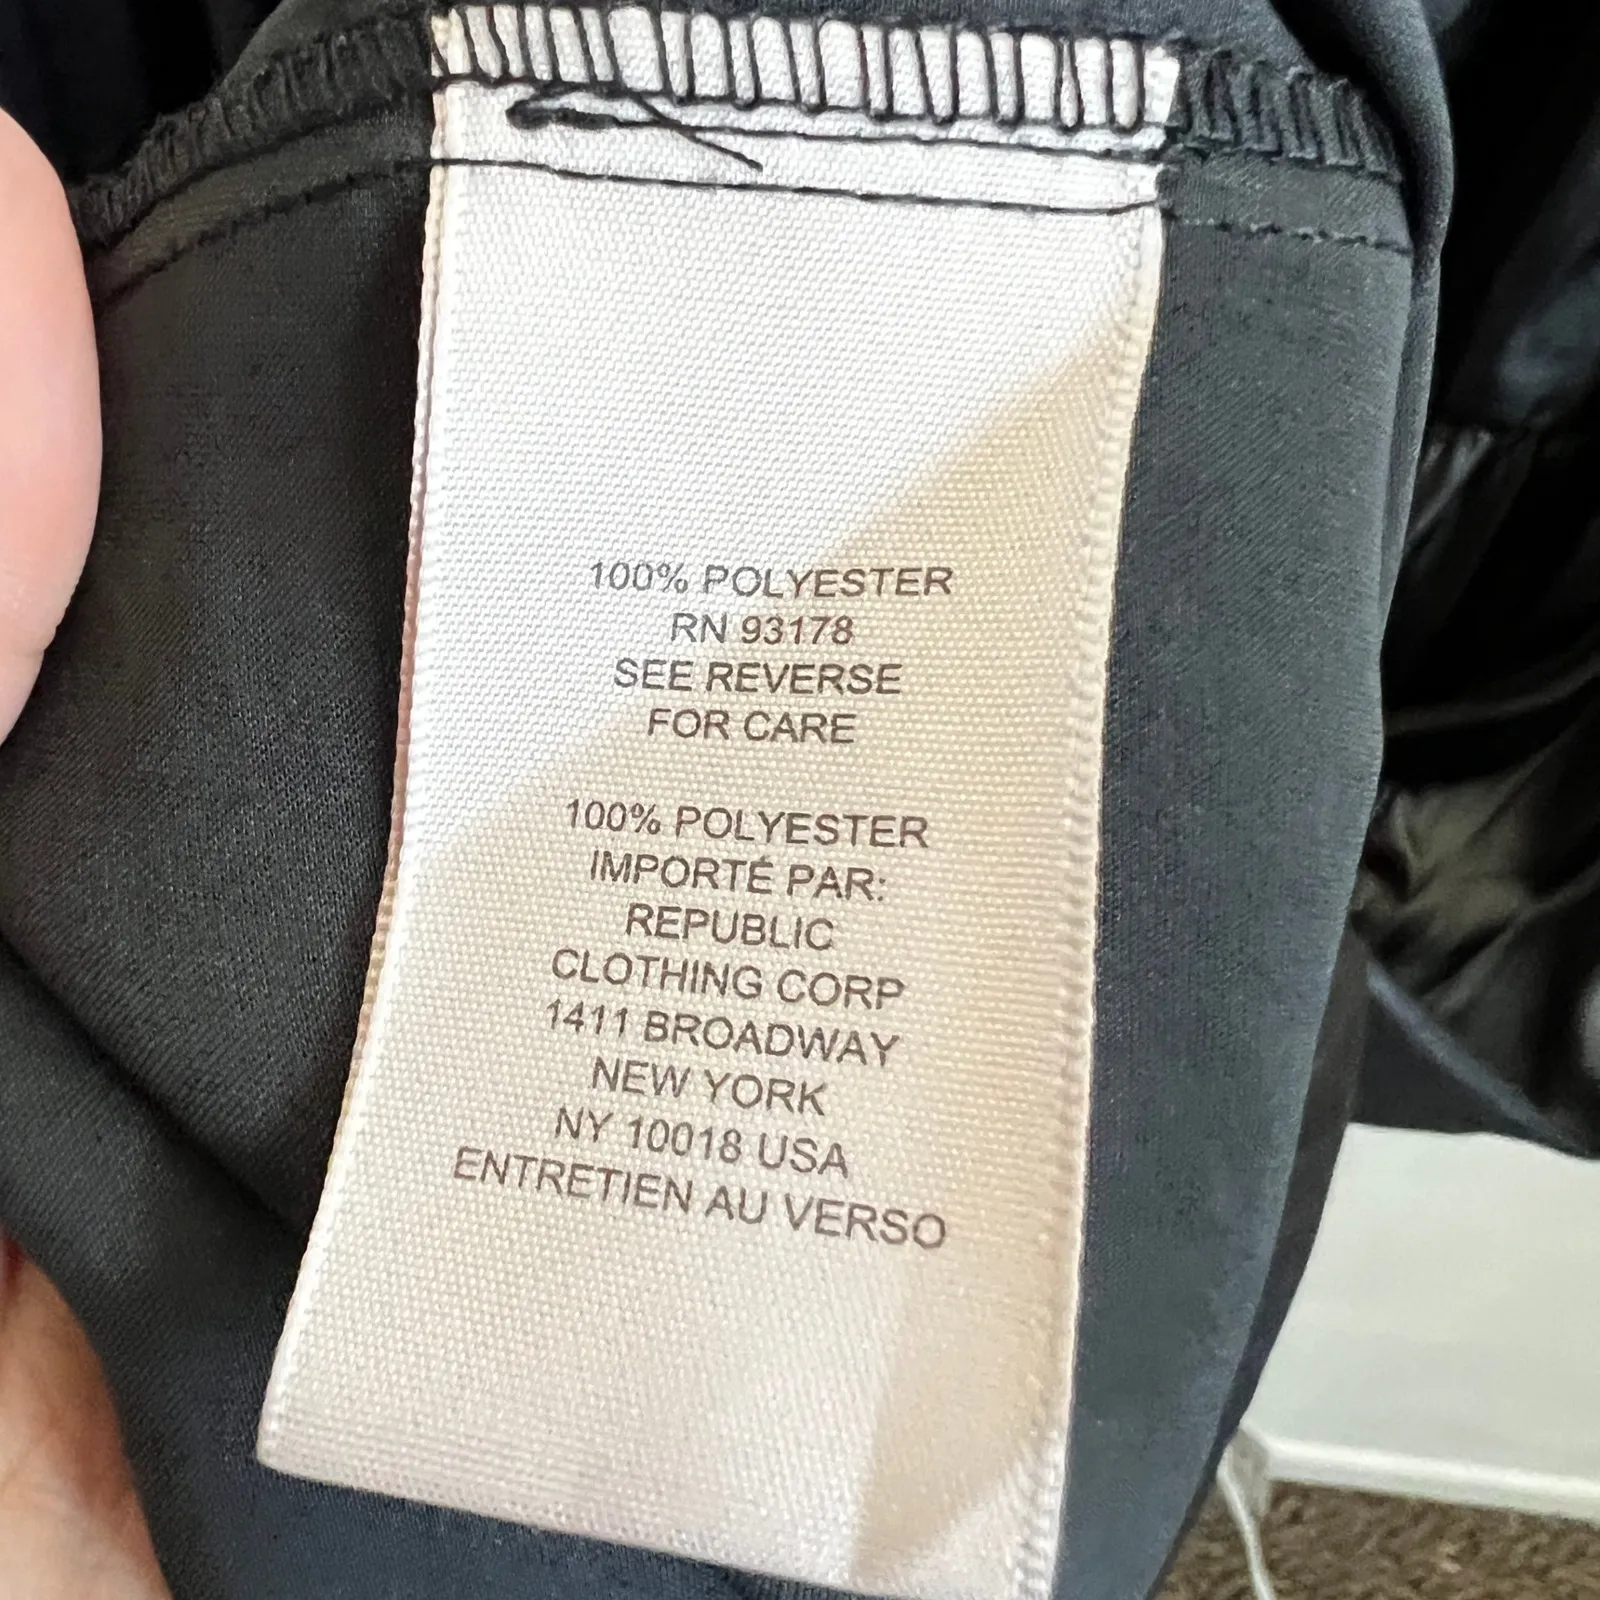 100% POLYESTER
RN 93178
SEE REVERSE
FOR CARE
100% POLYESTER
IMPORTÉ PAR:
REPUBLIC
CLOTHING CORP
1411 BROADWAY
NEW YORK
NY 10018 USA
ENTRETIEN AU VERSO